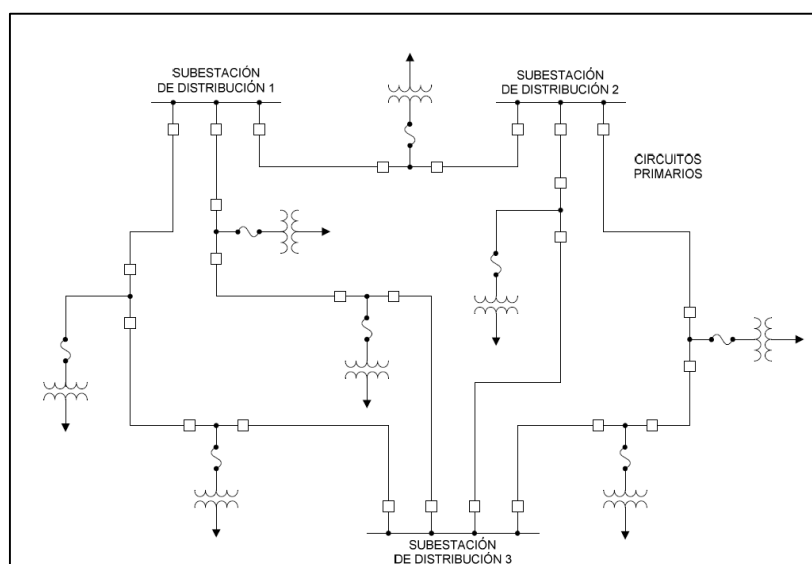 SUBESTACIÓN
DE DISTRIBUCIÓN 1
SUBESTACIÓN
DE DISTRIBUCIÓN 2
CIRCUITOS
PRIMARIOS
SUBESTACIÓN
DE DISTRIBUCIÓN 3